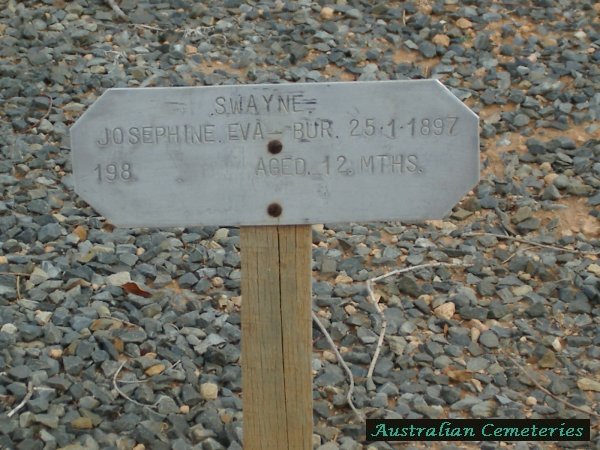 SWAYNE
JOSEPHINE. EVA - BUR. 25.1.1897
198 AGED. 12. MTHS.
Australian Cemeteries